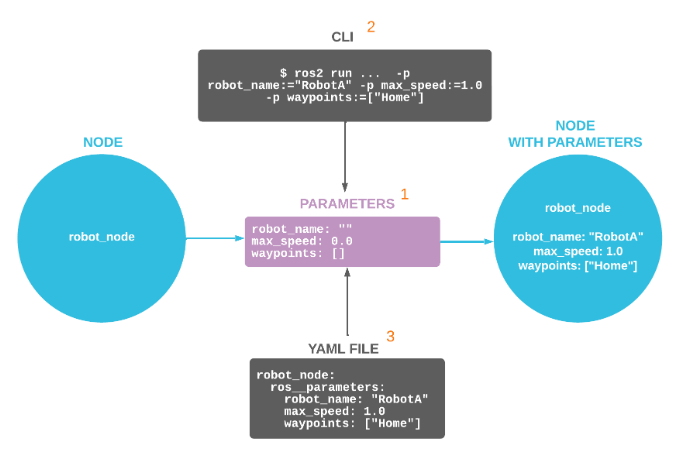 CLI 2
$ ros2 run ... -p
robot_name:="RobotA" -p max_speed:=1.0
-p waypoints:=["Home"]
NODE
robot_node
PARAMETERS 1
robot_name: ""
max_speed: 0.0
waypoints: []
NODE
WITH PARAMETERS
robot_node
robot_name: "RobotA"
max_speed: 1.0
waypoints: ["Home"]
YAML FILE 3
robot_node:
ros__parameters:
robot_name: "RobotA"
max_speed: 1.0
waypoints: ["Home"]